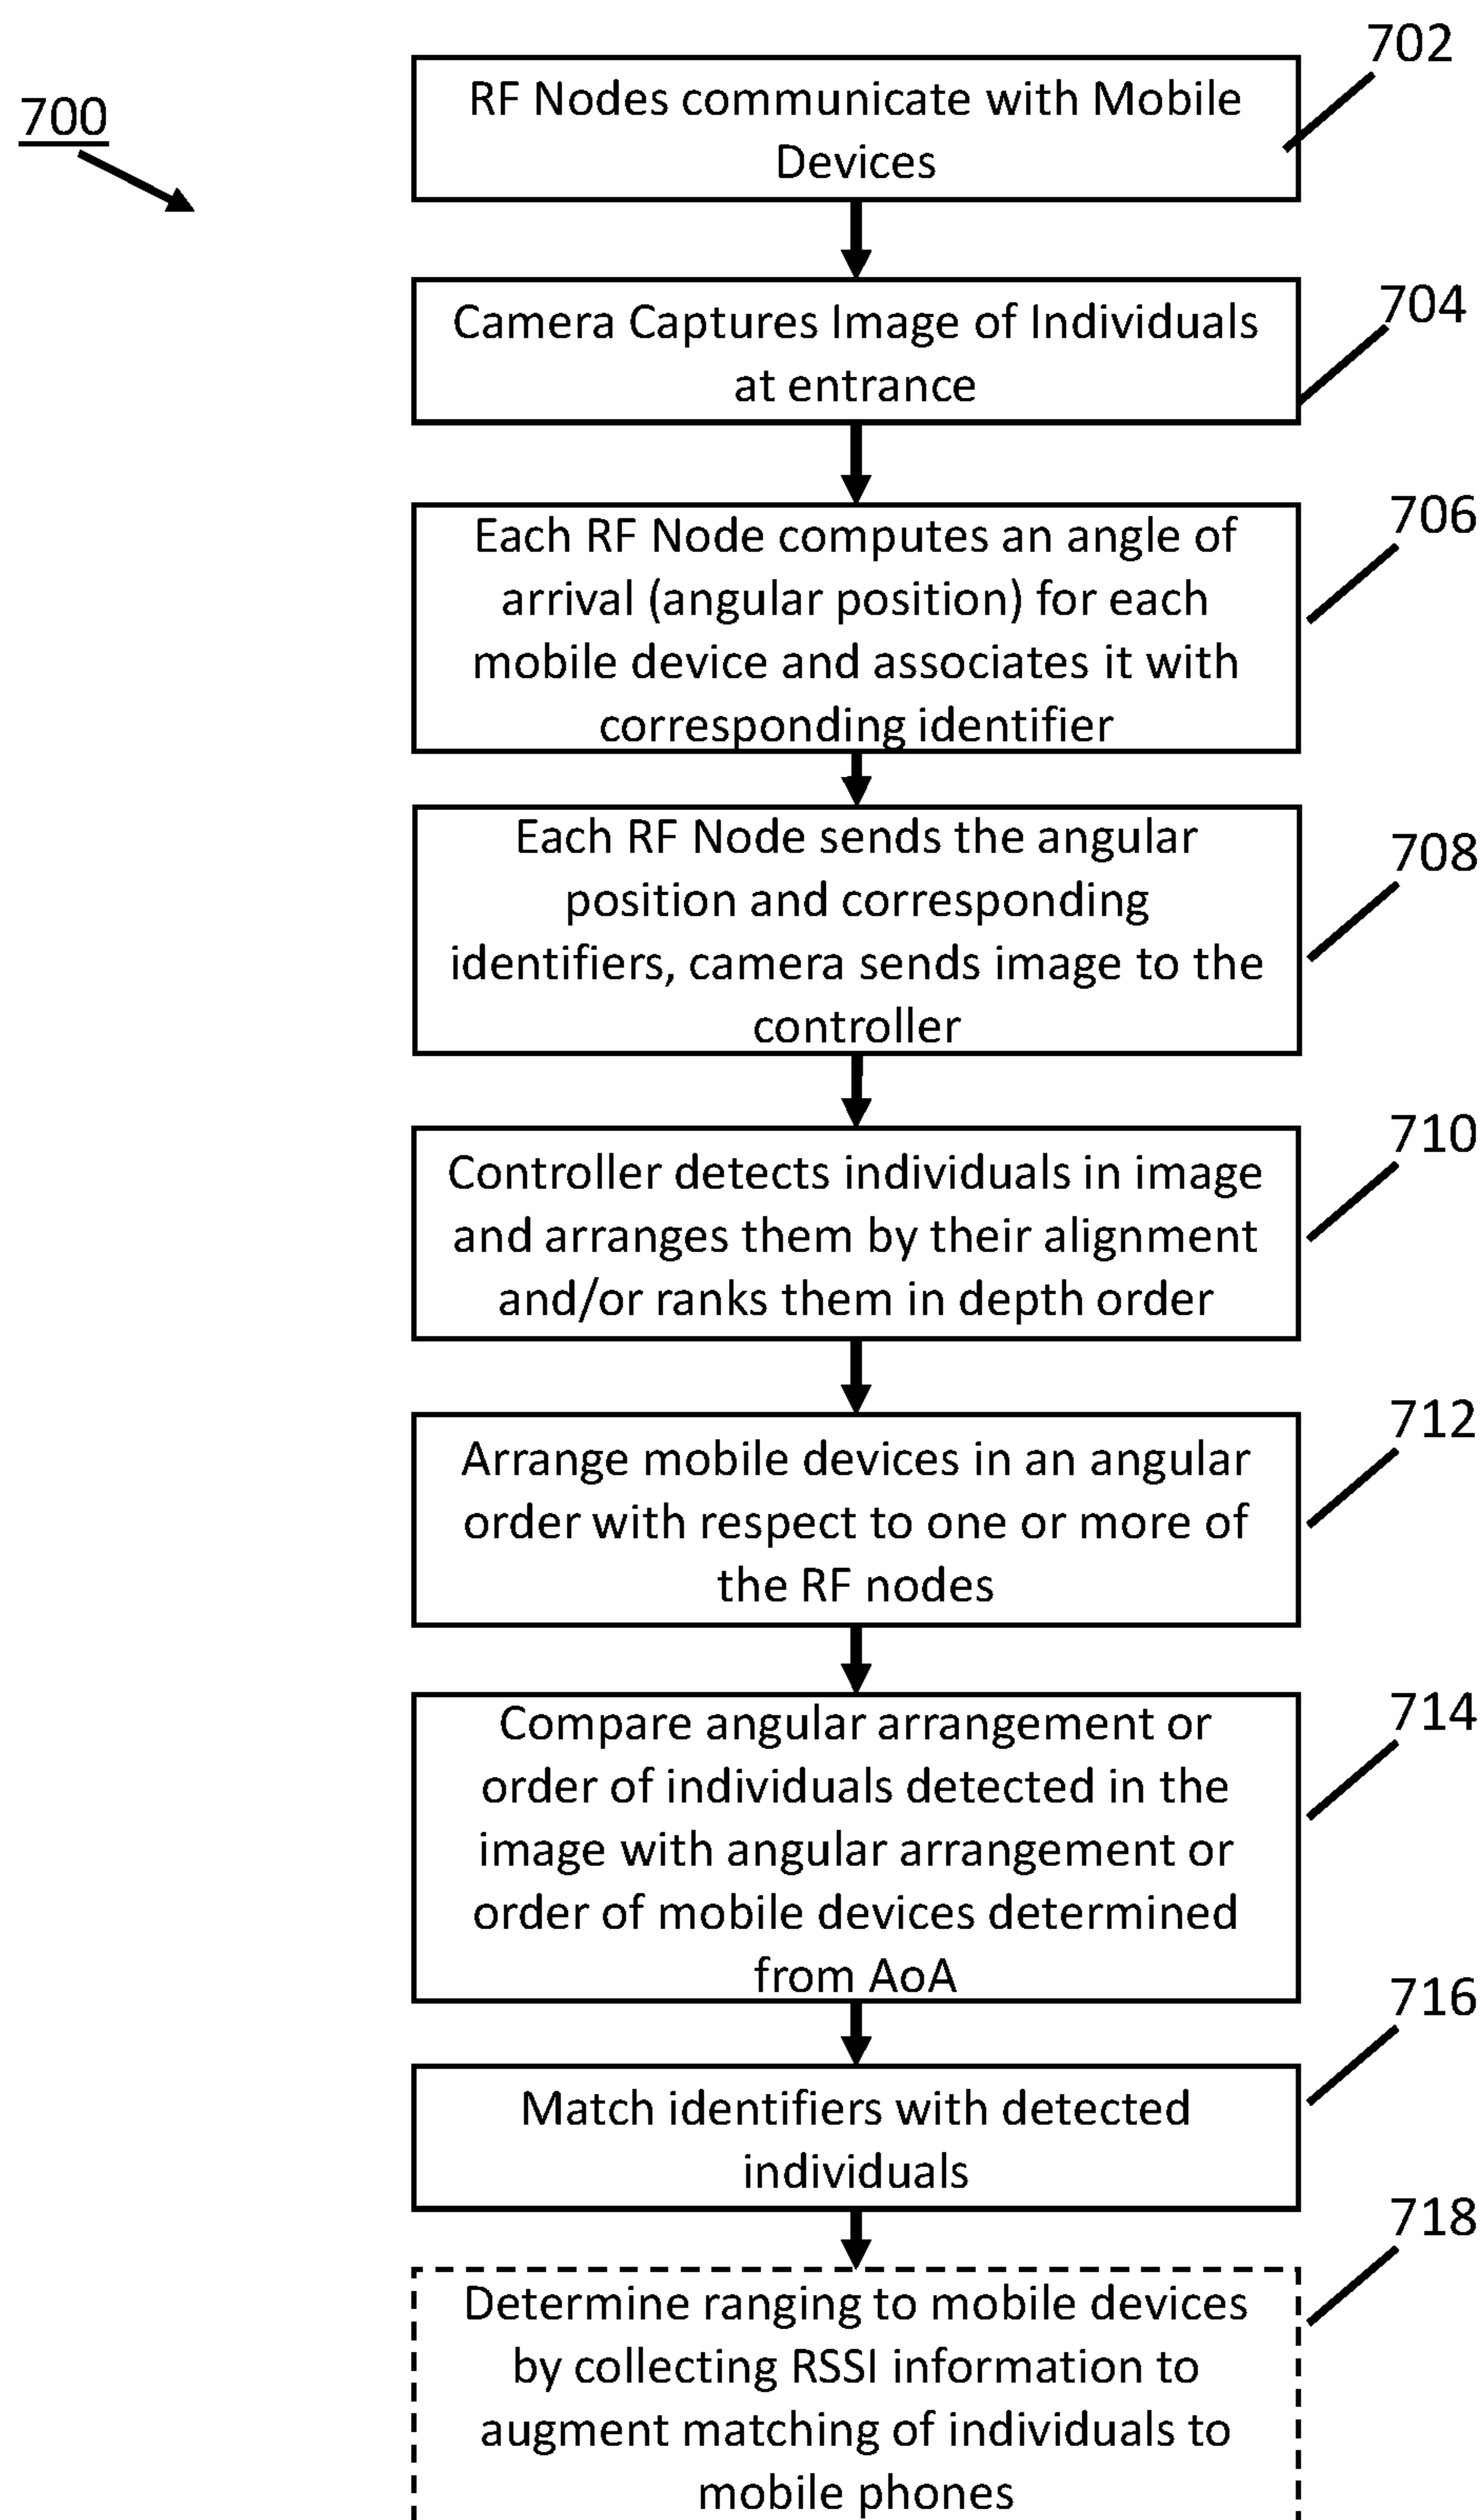 700
702
RF Nodes communicate with Mobile
Devices
704
Camera Captures Image of Individuals
at entrance
706
Each RF Node computes an angle of
arrival (angular position) for each
mobile device and associates it with
corresponding identifier
708
Each RF Node sends the angular
position and corresponding
identifiers, camera sends image to the
controller
710
Controller detects individuals in image
and arranges them by their alignment
and/or ranks them in depth order
712
Arrange mobile devices in an angular
order with respect to one or more of
the RF nodes
714
Compare angular arrangement or
order of individuals detected in the
image with angular arrangement or
order of mobile devices determined
from AoA
716
Match identifiers with detected
individuals
718
Determine ranging to mobile devices
by collecting RSSI information to
augment matching of individuals to
mobile phones